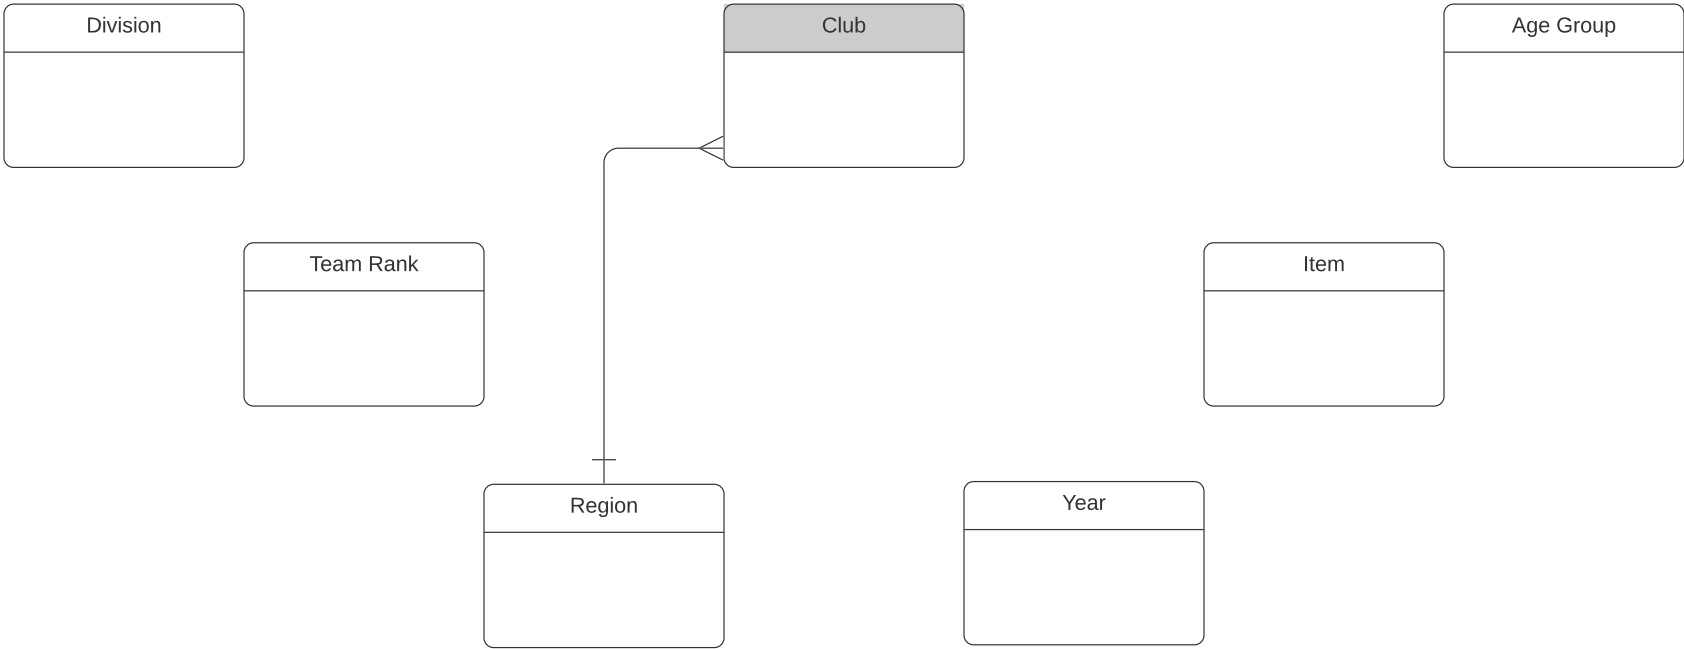 Division
Club
Age Group
Team Rank
Item
Region
Year